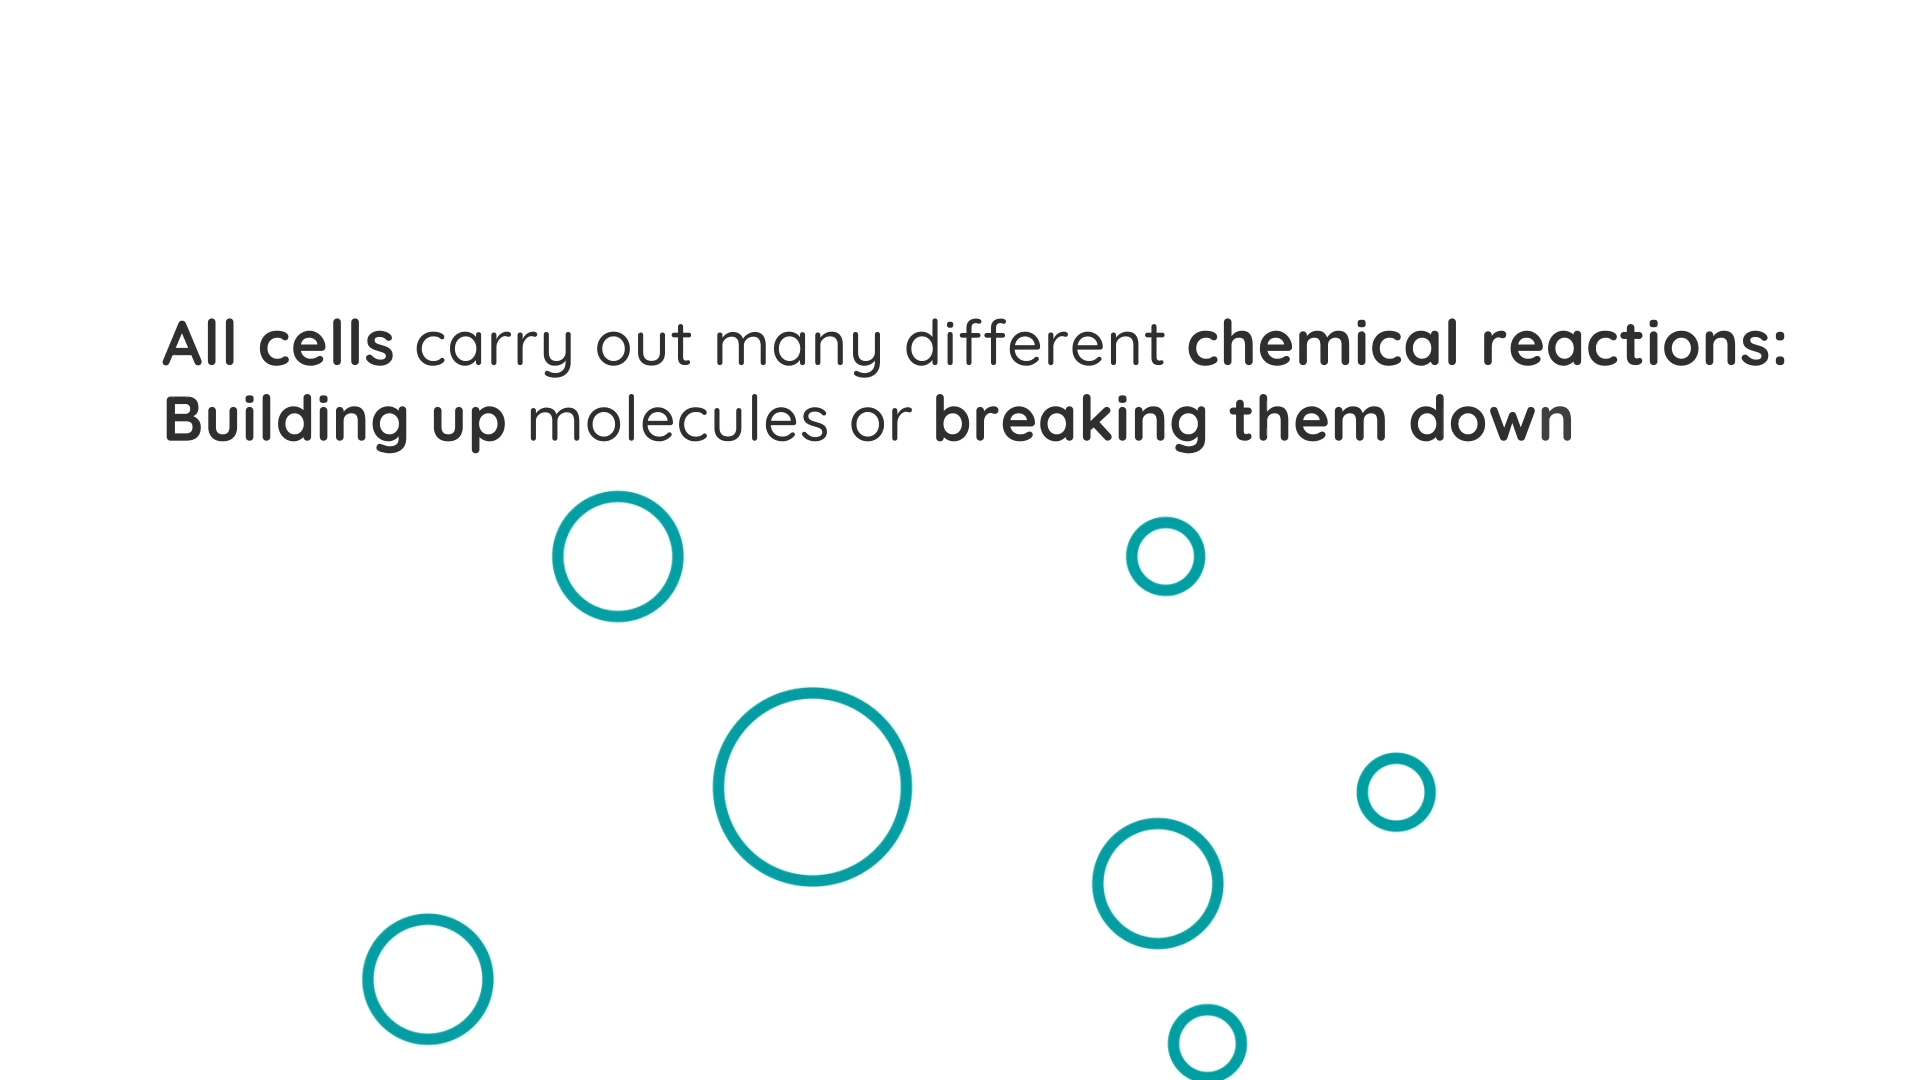 All cells carry out many different chemical reactions:
Building up molecules or breaking them down